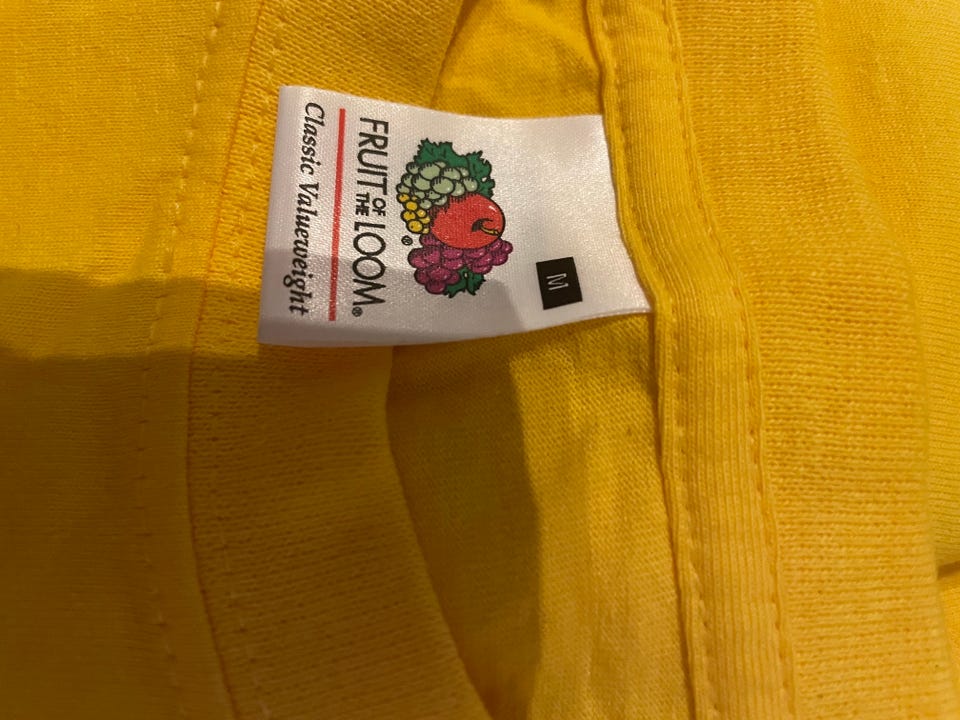 M
®
FRUIT OF THE LOOM®
Classic Valueweight